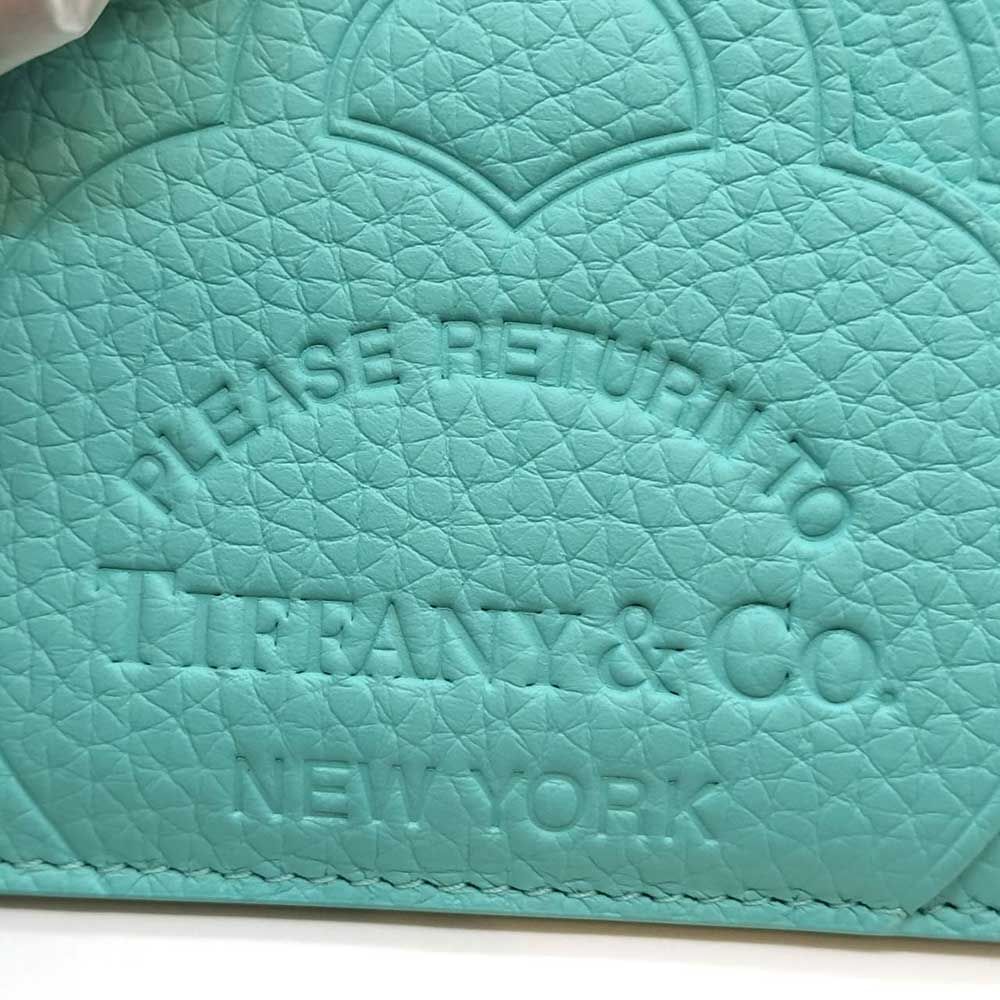 PLEASE RETURN TO
TIFFANY & CO.
NEW YORK